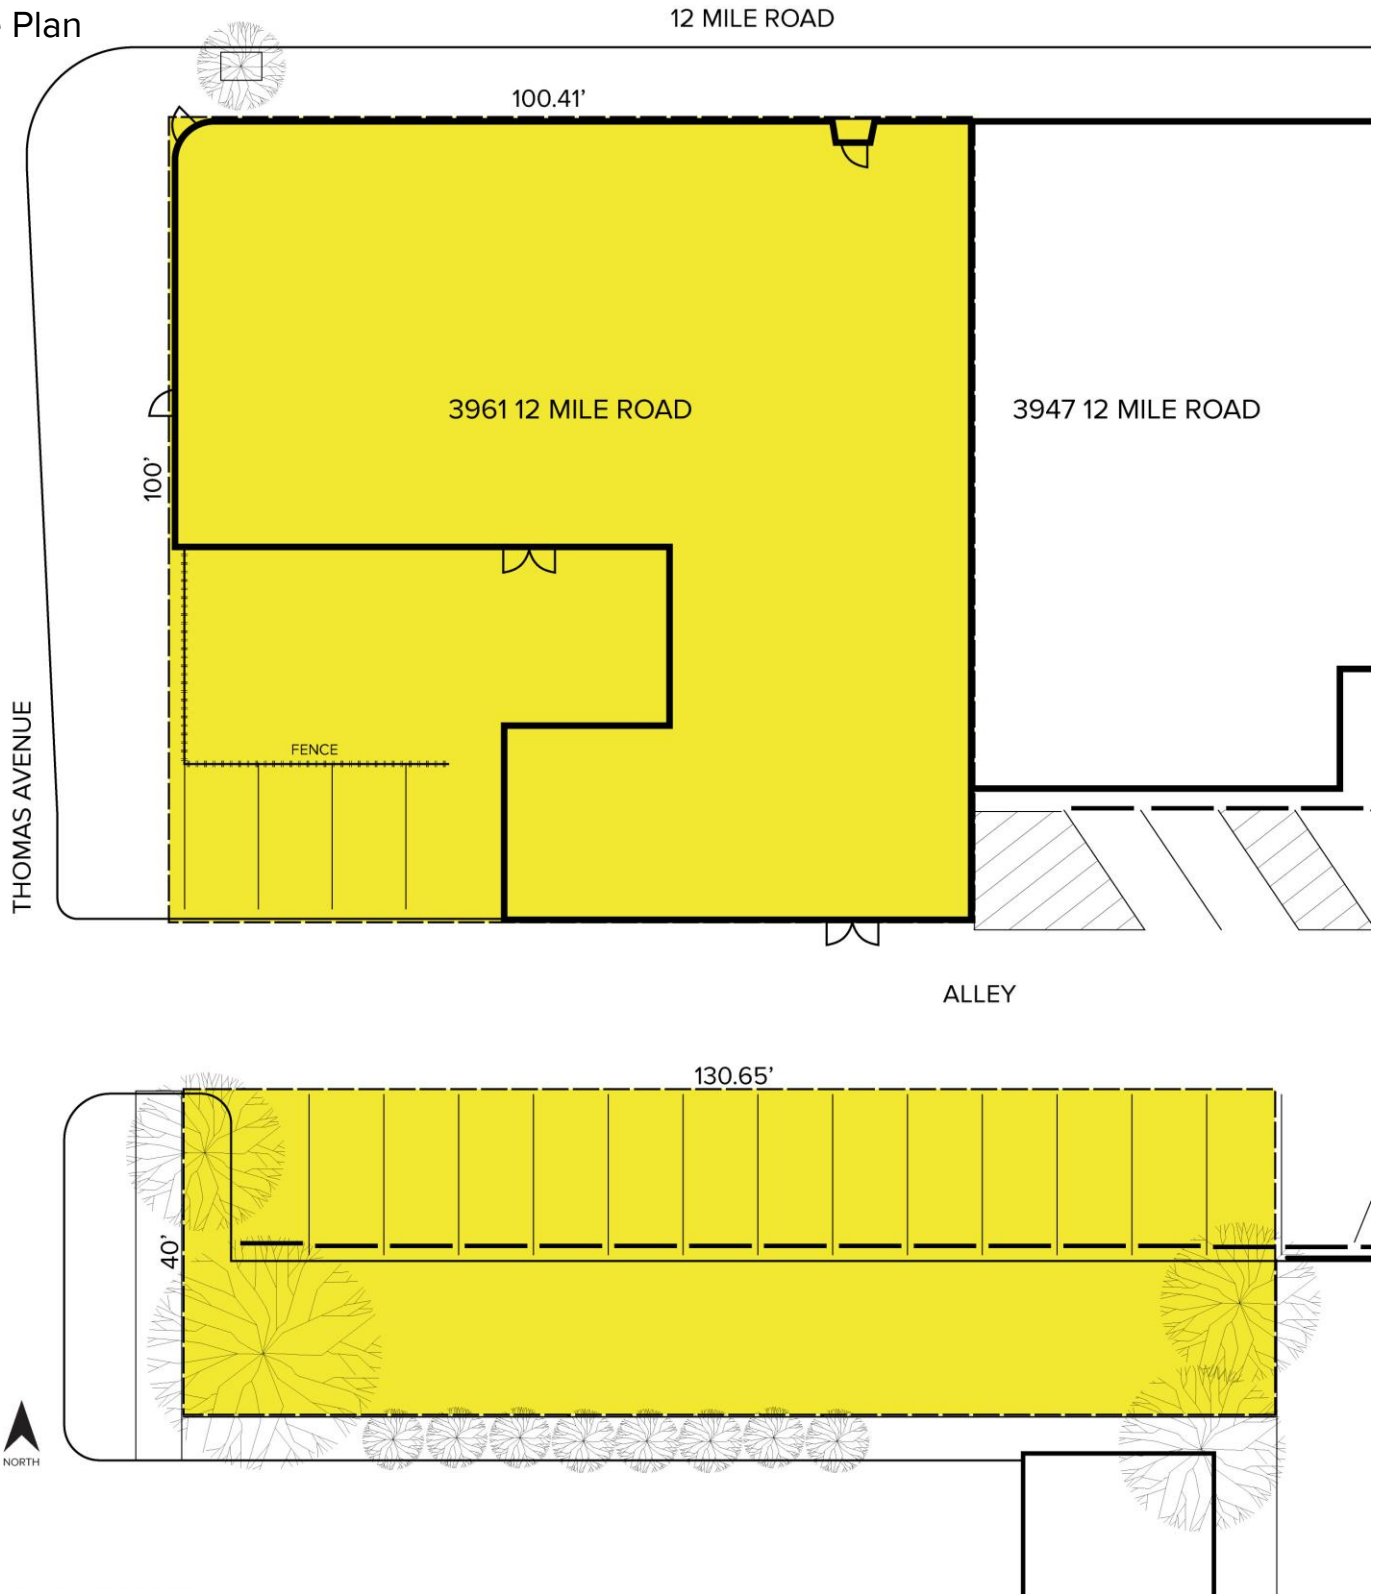 Plan
12 MILE ROAD
100.41’
3961 12 MILE ROAD
3947 12 MILE ROAD
100’
FENCE
THOMAS AVENUE
ALLEY
130.65’
40’
NORTH